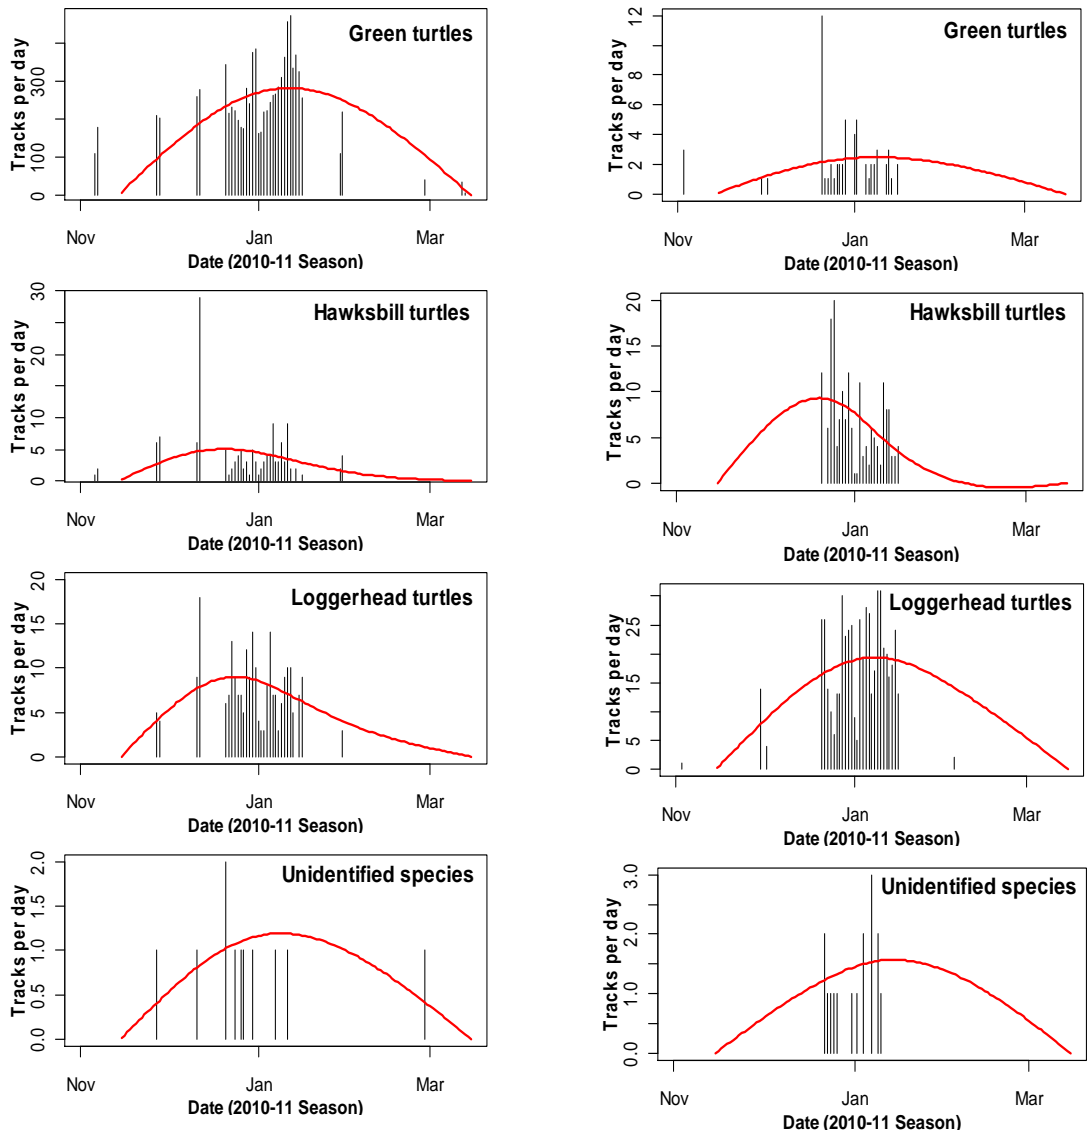 Green turtles
Tracks per day
0 100 300
Nov Jan Mar
Date (2010-11 Season)
Green turtles
Tracks per day
0 2 4 6 8 10 12
Nov Jan Mar
Date (2010-11 Season)
Hawksbill turtles
Tracks per day
0 5 10 20 30
Nov Jan Mar
Date (2010-11 Season)
Hawksbill turtles
Tracks per day
0 5 10 15 20
Nov Jan Mar
Date (2010-11 Season)
Loggerhead turtles
Tracks per day
0 5 10 15 20
Nov Jan Mar
Date (2010-11 Season)
Loggerhead turtles
Tracks per day
0 5 15 25
Nov Jan Mar
Date (2010-11 Season)
Unidentified species
Tracks per day
0.0 0.5 1.0 1.5 2.0
Nov Jan Mar
Date (2010-11 Season)
Unidentified species
Tracks per day
0.0 1.0 2.0 3.0
Nov Jan Mar
Date (2010-11 Season)